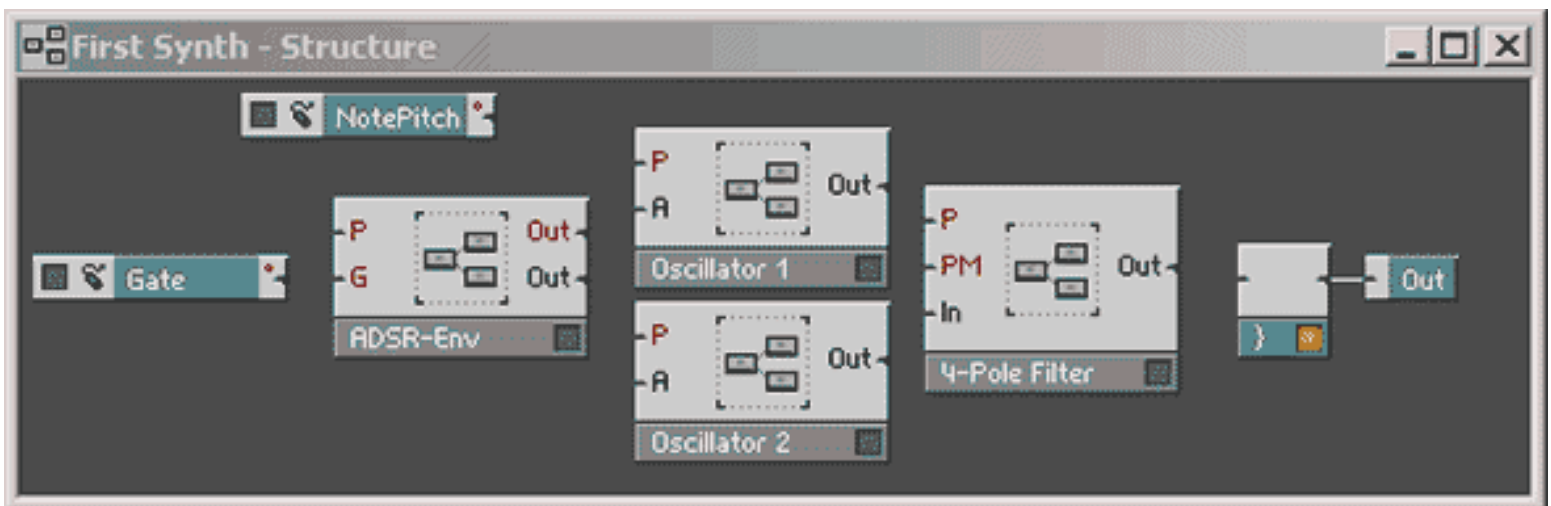 First Synth - Structure
NotePitch
Gate
P
G
Out
Out
ADSR-Env
P
A
Out
Oscillator 1
P
A
Out
Oscillator 2
P
PM
In
Out
4-Pole Filter
}
Out